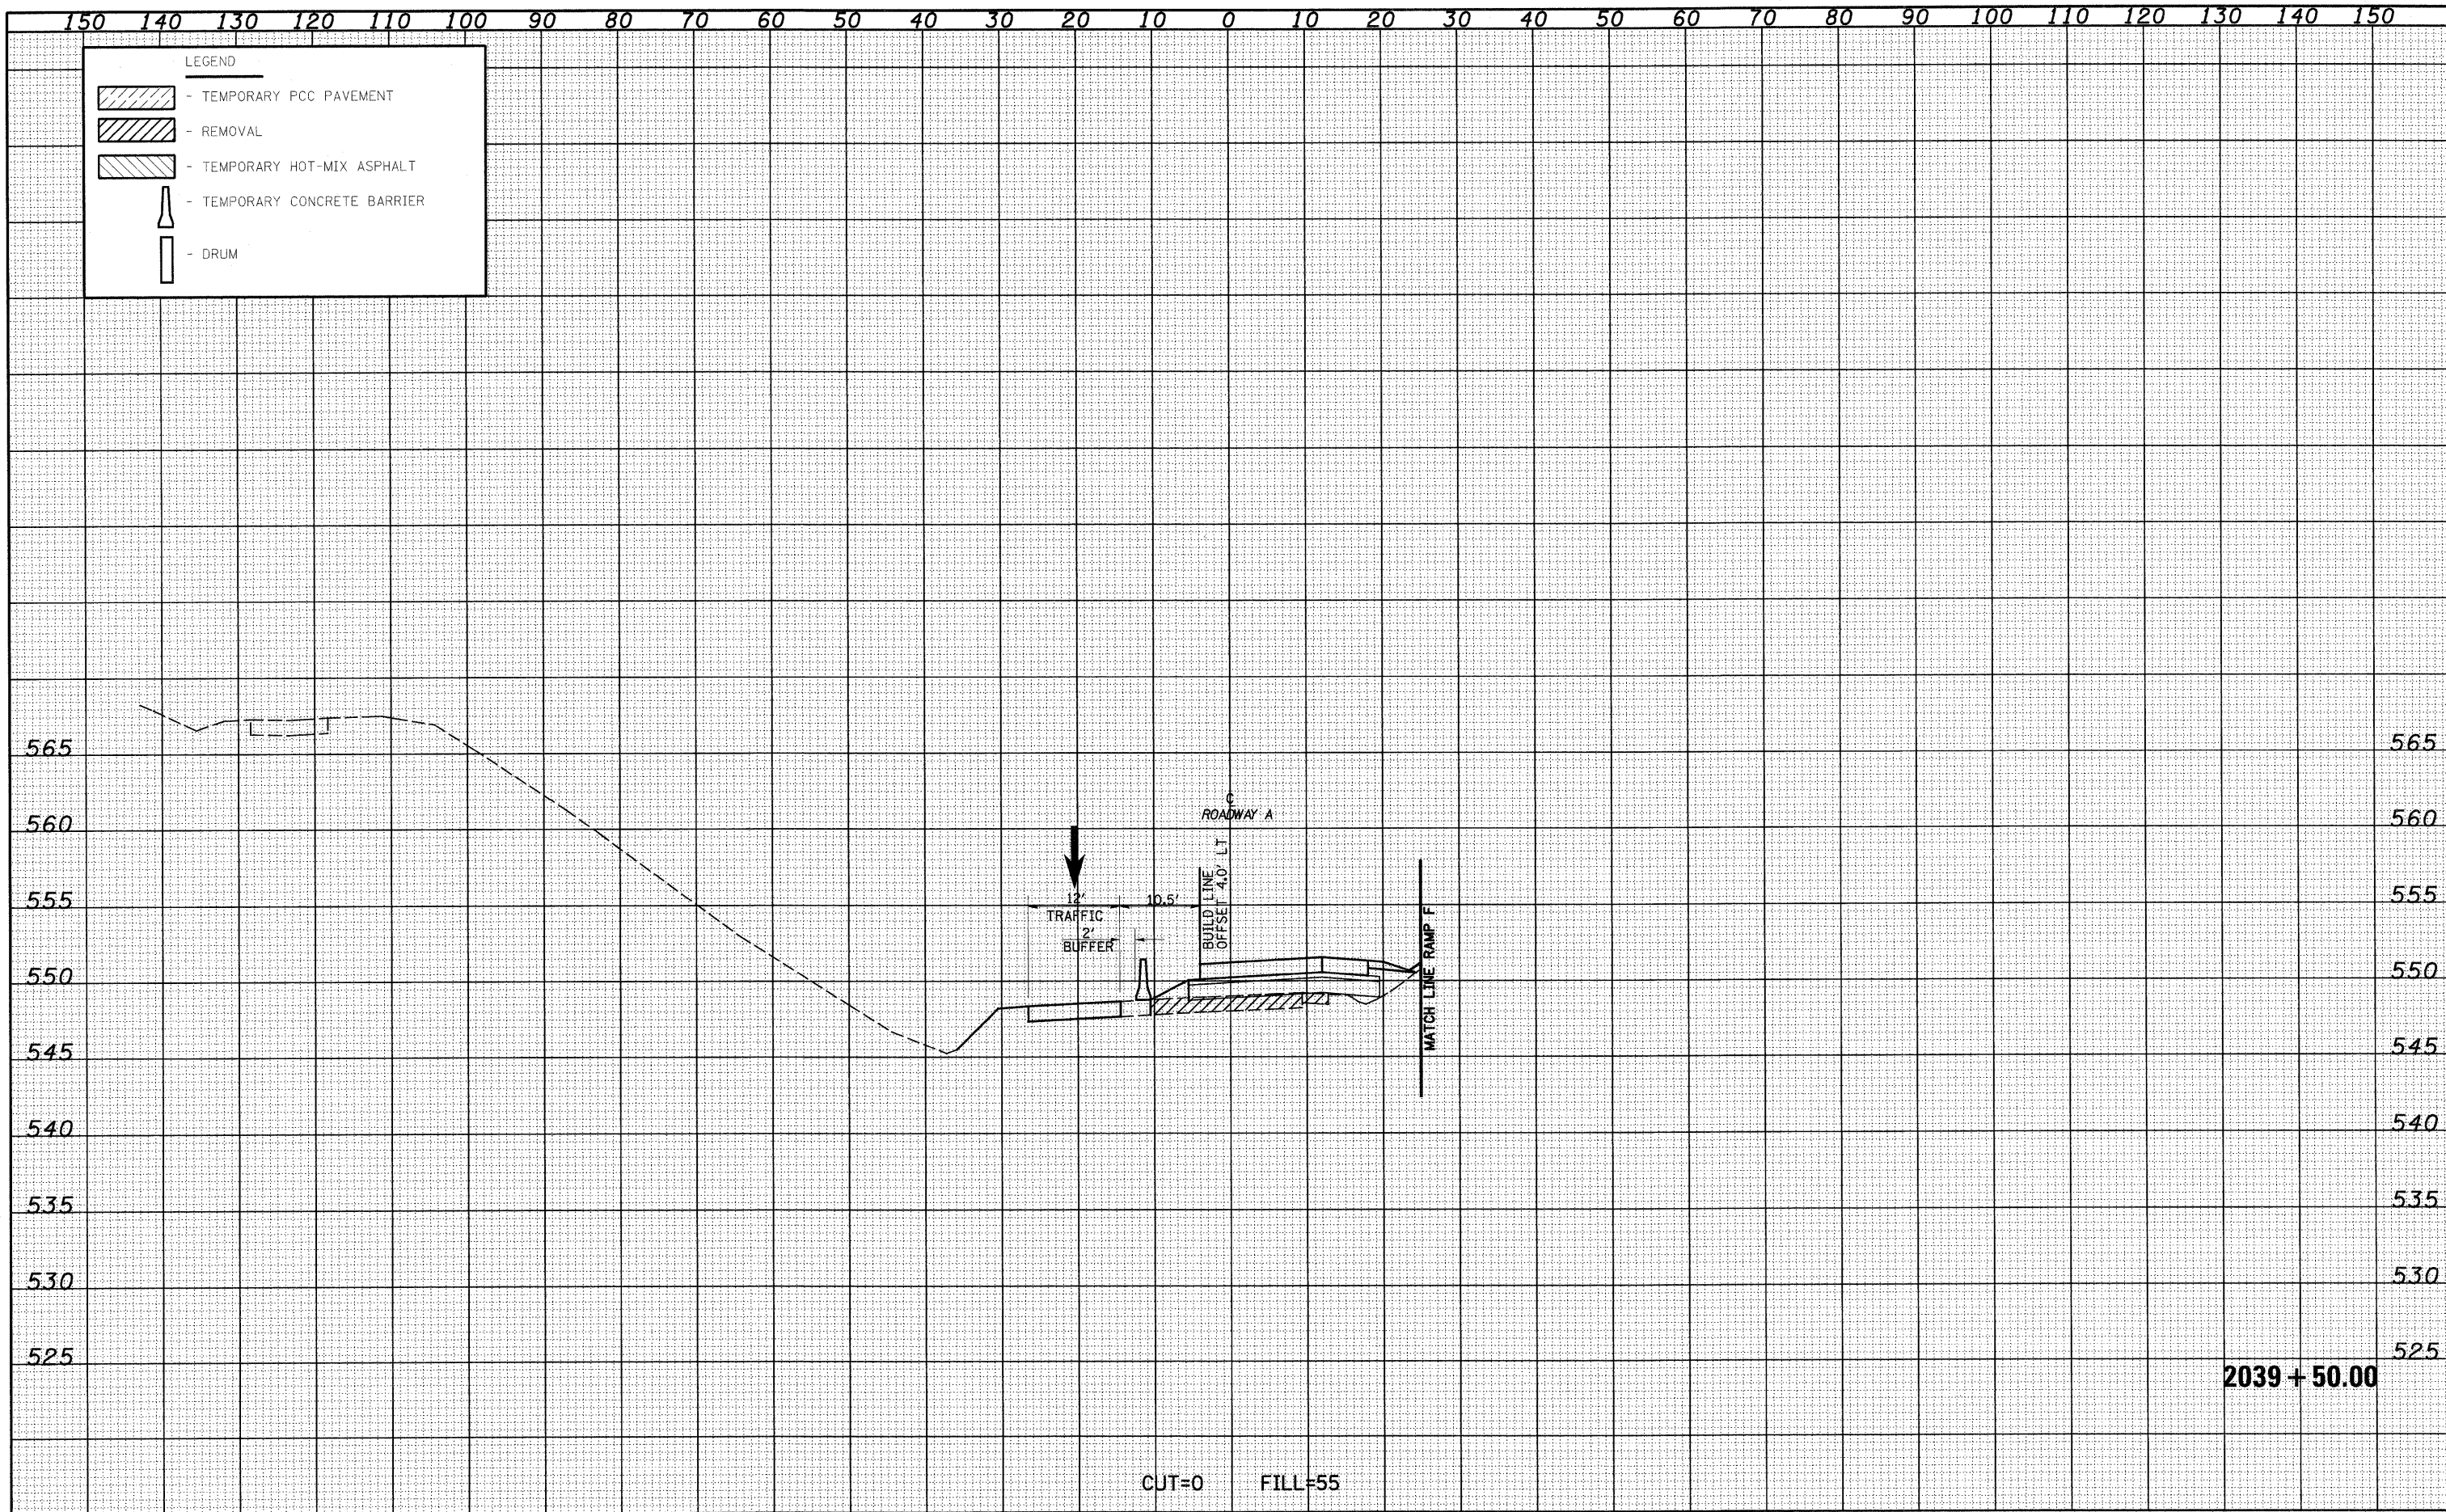 150 140 130 120 110 100 90 80 70 60 50 40 30 20 10 0 10 20 30 40 50 60 70 80 90 100 110 120 130 140 150
LEGEND
- TEMPORARY PCC PAVEMENT
- REMOVAL
- TEMPORARY HOT-MIX ASPHALT
- TEMPORARY CONCRETE BARRIER
- DRUM
565 565
560 560
℄
ROADWAY A
555 555
12'
TRAFFIC
10.5'
2'
BUFFER
BUILD LINE
OFFSET 4.0' LT
MATCH LINE RAMP F
550 550
545 545
540 540
535 535
530 530
525 525
2039+50.00
CUT=0 FILL=55